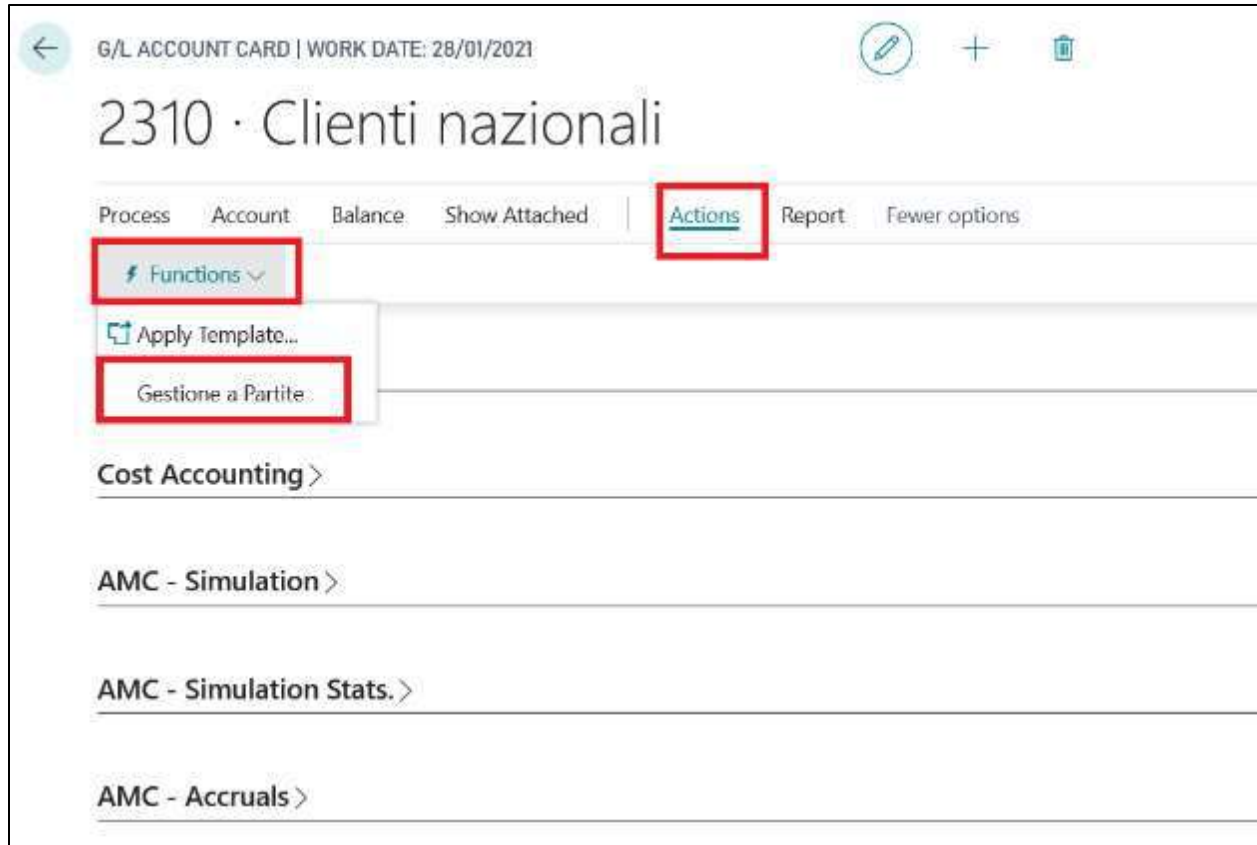 G/L ACCOUNT CARD | WORK DATE: 28/01/2021
2310 · Clienti nazionali
Process Account Balance Show Attached | Actions Report Fewer options
Functions
Apply Template...
Gestione a Partite
Cost Accounting >
AMC - Simulation >
AMC - Simulation Stats. >
AMC - Accruals >